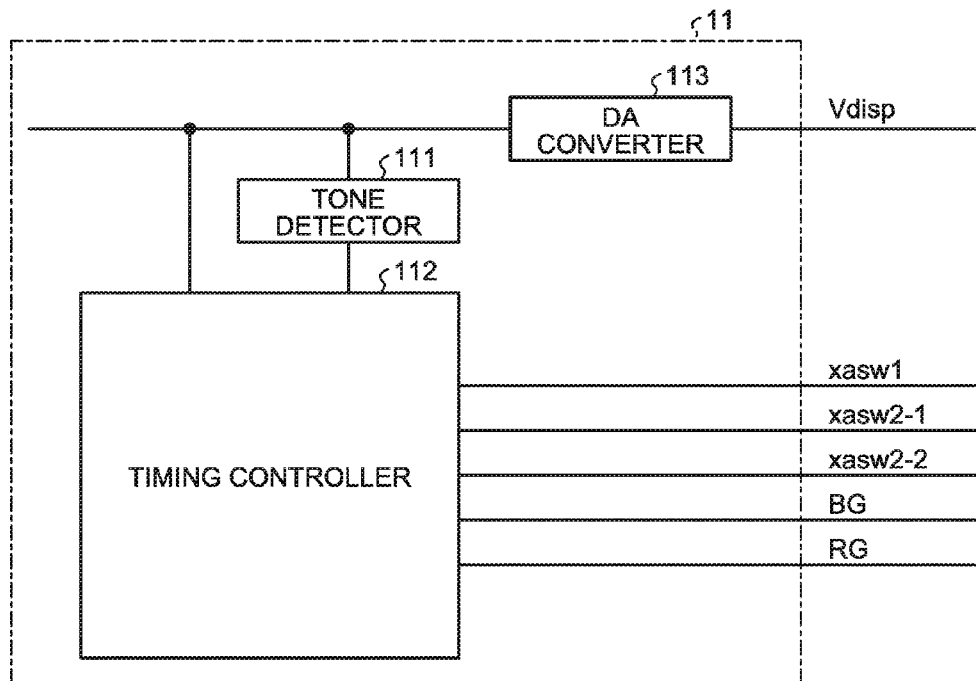 11
113
DA
CONVERTER
Vdisp
111
TONE
DETECTOR
112
TIMING CONTROLLER
xasw1
xasw2-1
xasw2-2
BG
RG